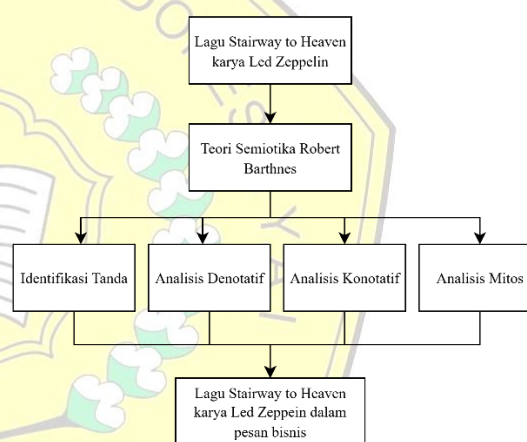 Lagu Stairway to Heaven
karya Led Zeppelin
Teori Semiotika Robert
Barthnes
Identifikasi Tanda
Analisis Denotatif
Analisis Konotatif
Analisis Mitos
Lagu Stairway to Heaven
karya Led Zeppein dalam
pesan bisnis